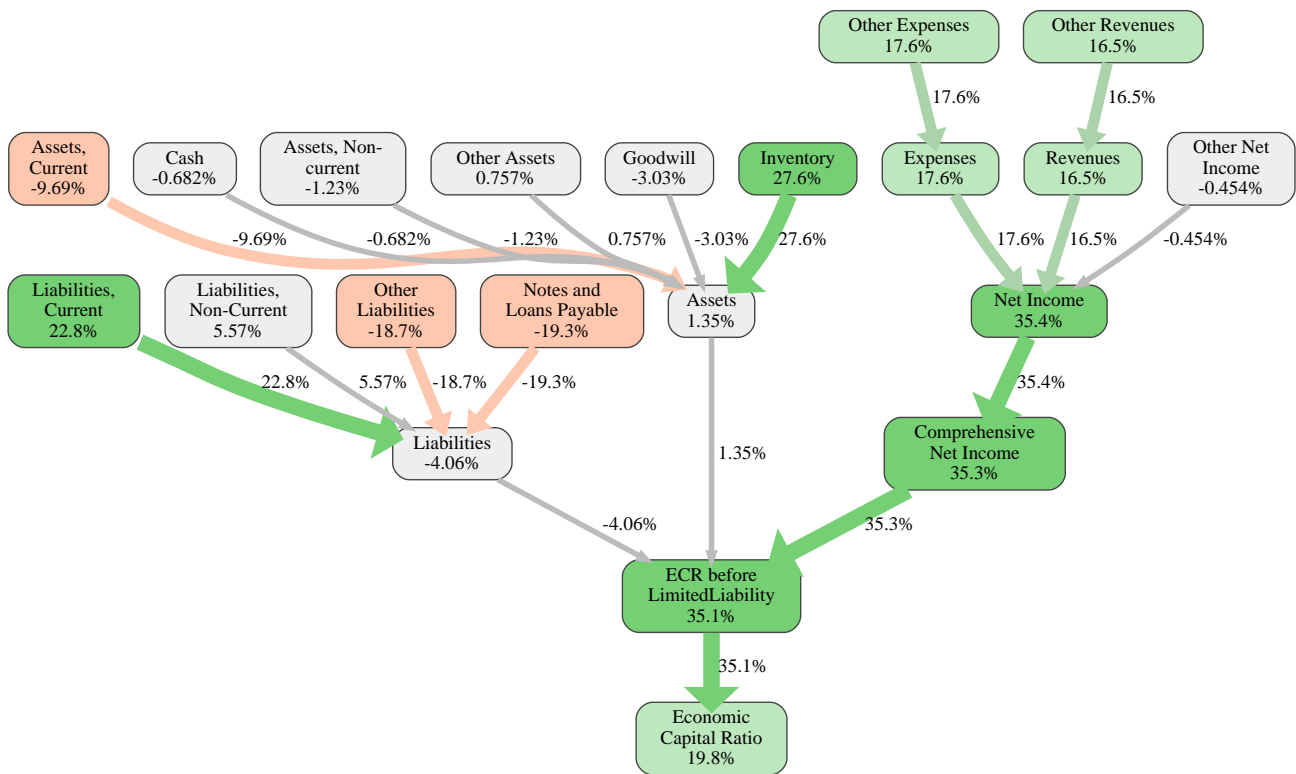 Other Expenses
17.6%
Other Revenues
16.5%
17.6%
16.5%
Assets,
Current
-9.69%
Cash
-0.682%
Assets, Non-
current
-1.23%
Other Assets
0.757%
Goodwill
-3.03%
Inventory
27.6%
Expenses
17.6%
Revenues
16.5%
Other Net
Income
-0.454%
-9.69%
-0.682%
-1.23%
0.757%
-3.03%
27.6%
17.6%
16.5%
-0.454%
Liabilities,
Current
22.8%
Liabilities,
Non-Current
5.57%
Other
Liabilities
-18.7%
Notes and
Loans Payable
-19.3%
Assets
1.35%
Net Income
35.4%
22.8%
5.57%
-18.7%
-19.3%
35.4%
Liabilities
-4.06%
1.35%
Comprehensive
Net Income
35.3%
-4.06%
35.3%
ECR before
LimitedLiability
35.1%
35.1%
Economic
Capital Ratio
19.8%